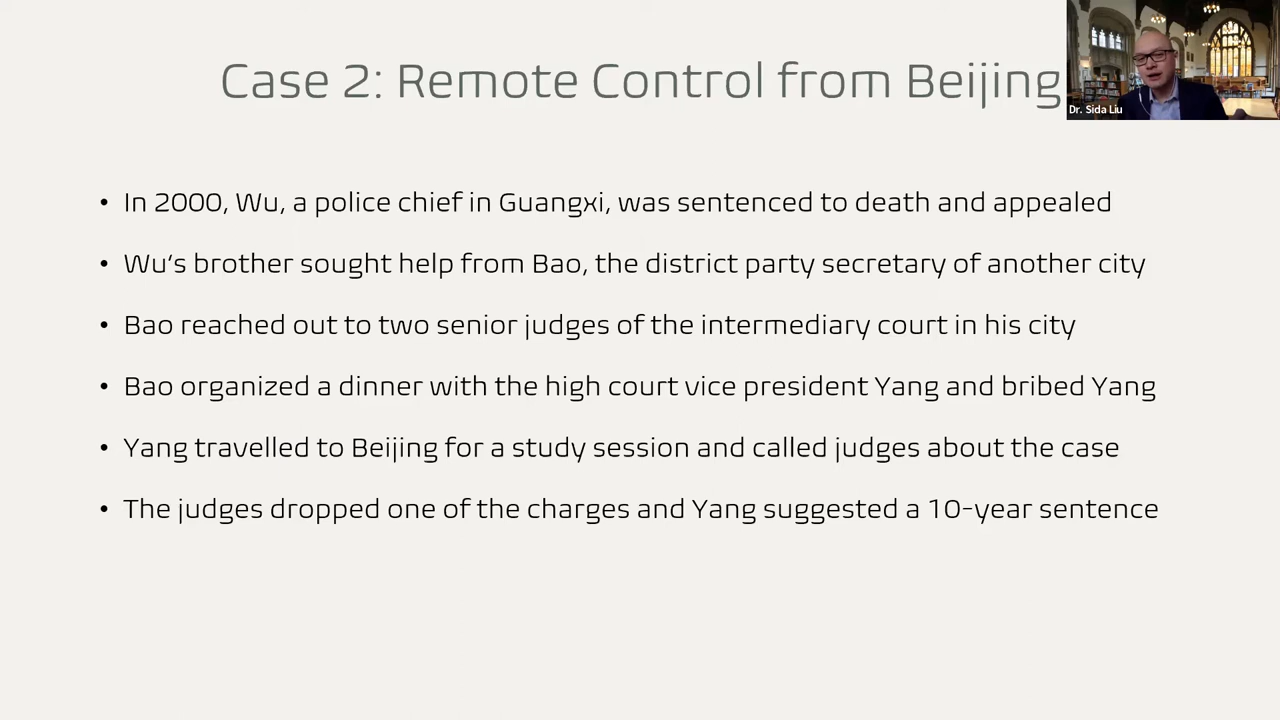 Case 2: Remote Control from Beijing
Dr. Sida Liu
• In 2000, Wu, a police chief in Guangxi, was sentenced to death and appealed
• Wu's brother sought help from Bao, the district party secretary of another city
• Bao reached out to two senior judges of the intermediary court in his city
• Bao organized a dinner with the high court vice president Yang and bribed Yang
• Yang travelled to Beijing for a study session and called judges about the case
• The judges dropped one of the charges and Yang suggested a 10-year sentence